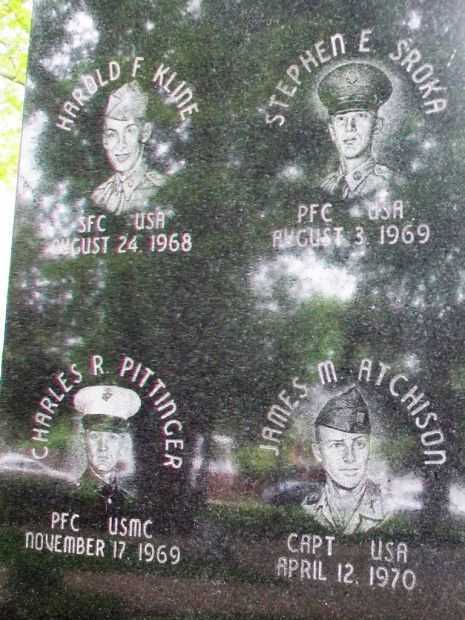 HAROLD F KLINE
SFC USA
AUGUST 24, 1968
STEPHEN E. SROKA
PFC USA
AUGUST 3, 1969
CHARLES R. PITTINGER
PFC USMC
NOVEMBER 17, 1969
JAMES M ATCHISON
CAPT USA
APRIL 12, 1970